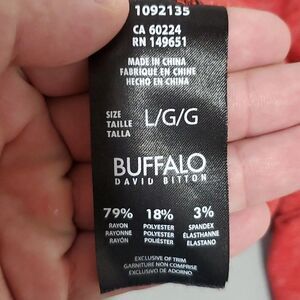 1092135
CA 60224
RN 149651
MADE IN CHINA
FABRIQUÉ EN CHINE
HECHO EN CHINA
SIZE
TAILLE
TALLA
L/G/G
BUFFALO
DAVID BITTON
79% 18% 3%
RAYON POLYESTER SPANDEX
RAYONNE POLYESTER ÉLASTHANNE
RAYÓN POLIÉSTER ELASTANO
EXCLUSIVE OF TRIM
GARNITURE NON COMPRISE
EXCLUSIVO DE ADORNO